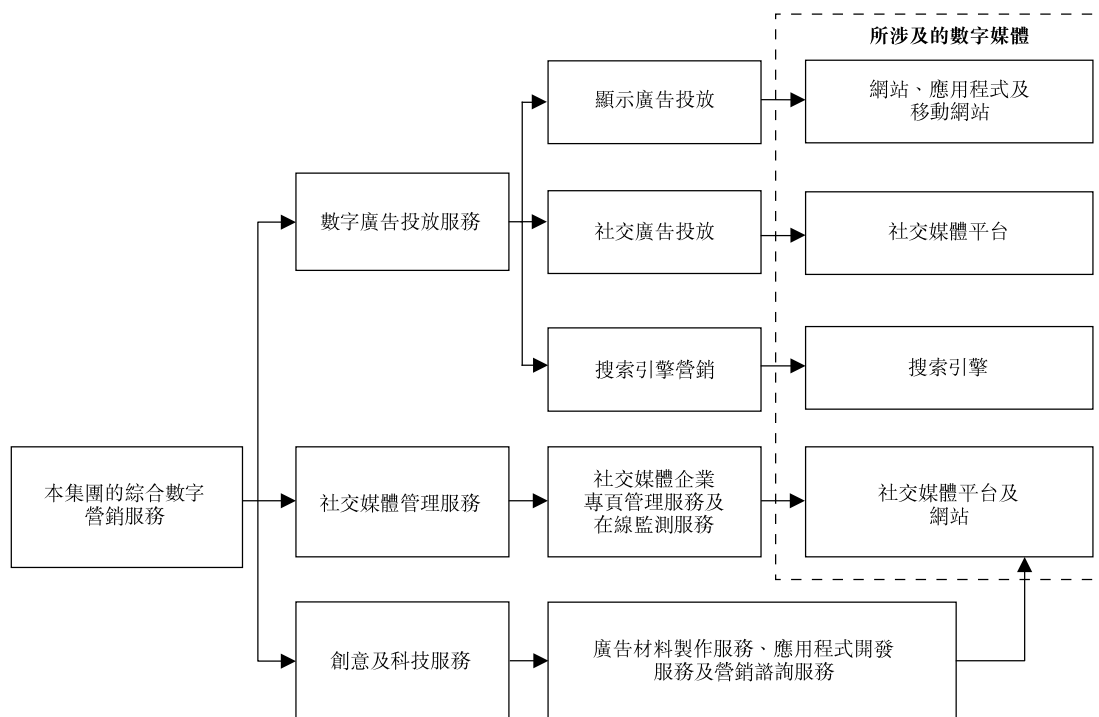 所涉及的數字媒體
顯示廣告投放
網站、應用程式及
移動網站
數字廣告投放服務
社交廣告投放
社交媒體平台
搜索引擎營銷
搜索引擎
本集團的綜合數字
營銷服務
社交媒體管理服務
社交媒體企業
專頁管理服務及
在線監測服務
社交媒體平台及
網站
創意及科技服務
廣告材料製作服務、應用程式開發
服務及營銷諮詢服務